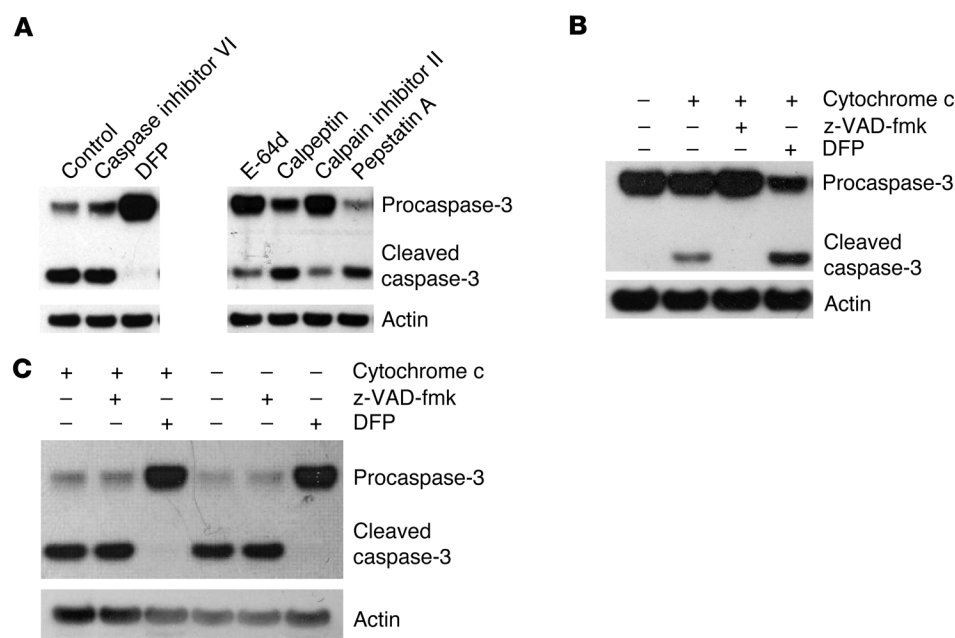 A
Control
Caspase inhibitor VI
DFP
E-64d
Calpeptin
Calpain inhibitor II
Pepstatin A
Procaspase-3
Cleaved
caspase-3
Actin
B
– + + + Cytochrome c
– – + – z-VAD-fmk
– – – + DFP
Procaspase-3
Cleaved
caspase-3
Actin
C
+ + + – – – Cytochrome c
– + – – + – z-VAD-fmk
– – + – – + DFP
Procaspase-3
Cleaved
caspase-3
Actin